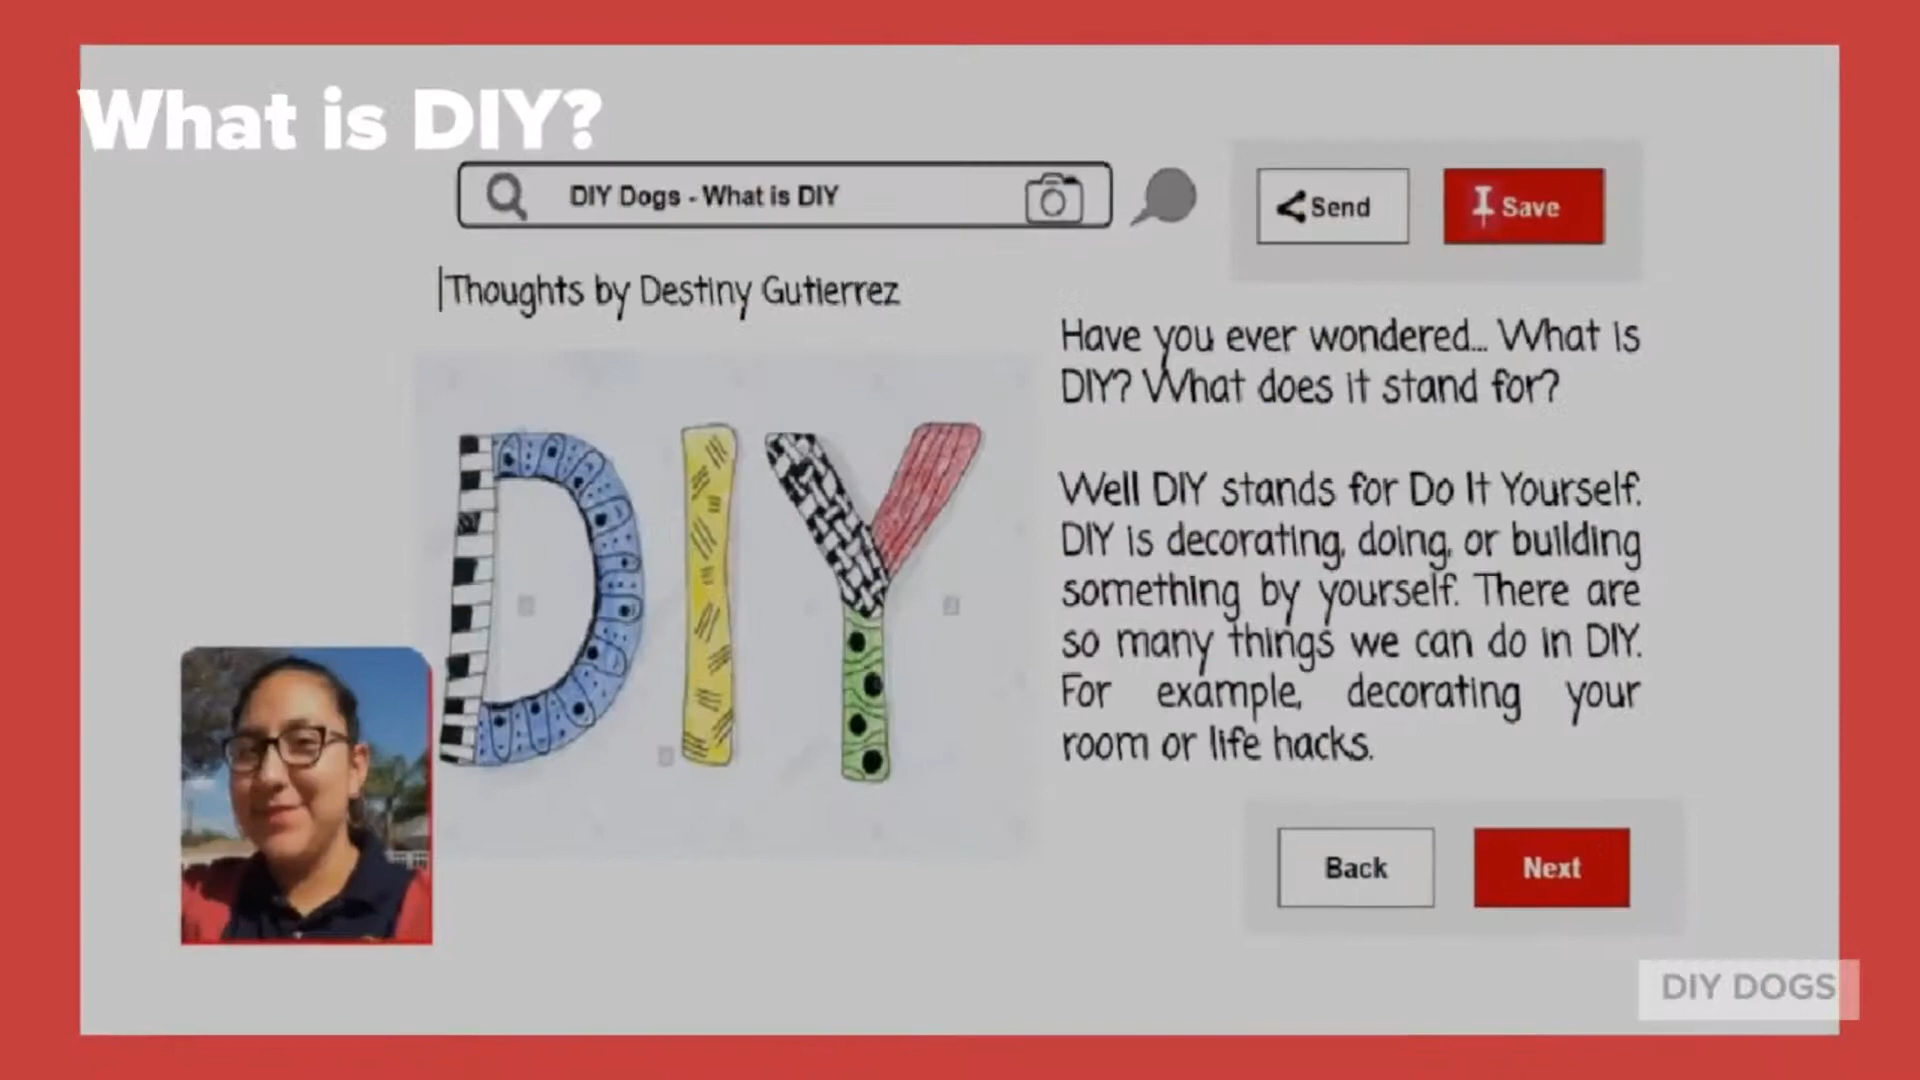 What is DIY?
DIY Dogs - What is DIY
Send
Save
Thoughts by Destiny Gutierrez
Have you ever wondered... What is
DIY? What does it stand for?
Well DIY stands for Do It Yourself.
DIY is decorating, doing, or building
something by yourself. There are
so many things we can do in DIY.
For example, decorating your
room or life hacks.
DIY
Back
Next
DIY DOGS